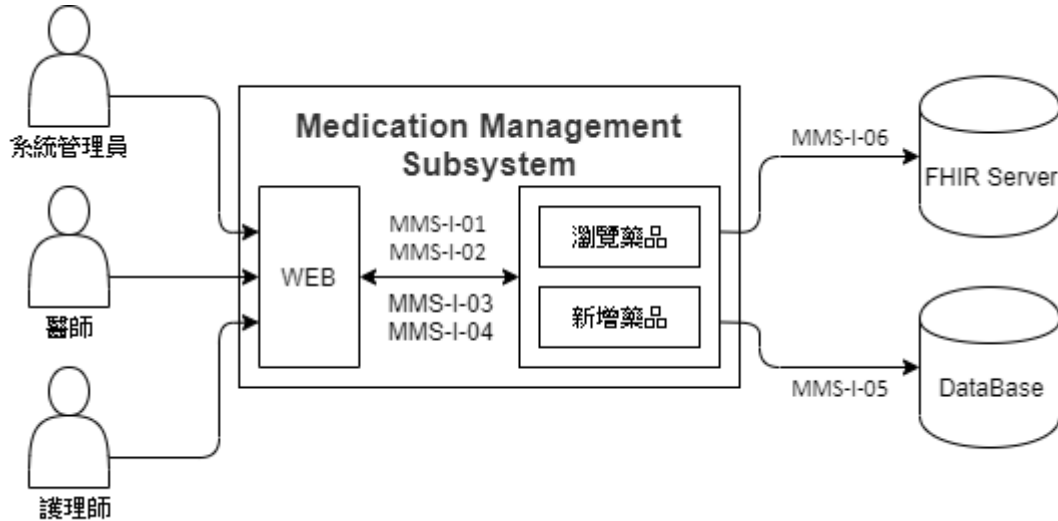 系統管理員
醫師
護理師
Medication Management
Subsystem
WEB
MMS-I-01
MMS-I-02
MMS-I-03
MMS-I-04
瀏覽藥品
新增藥品
MMS-I-06
FHIR Server
MMS-I-05
DataBase